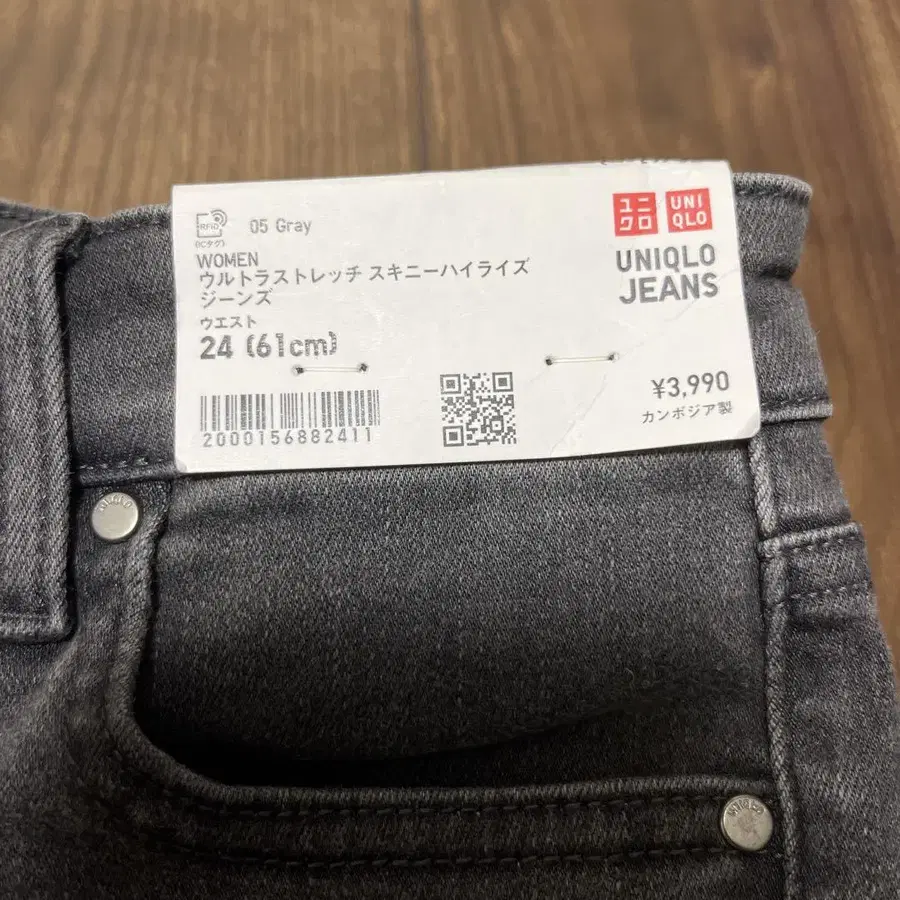 RFID
(ICタグ)
05 Gray
WOMEN
ウルトラストレッチ スキニーハイライズ
ジーンズ
ウエスト
24 (61cm)
2000156882411
ユニ
クロ
UNI
QLO
UNIQLO
JEANS
¥3,990
カンボジア製
UNIQLO
UNIQLO